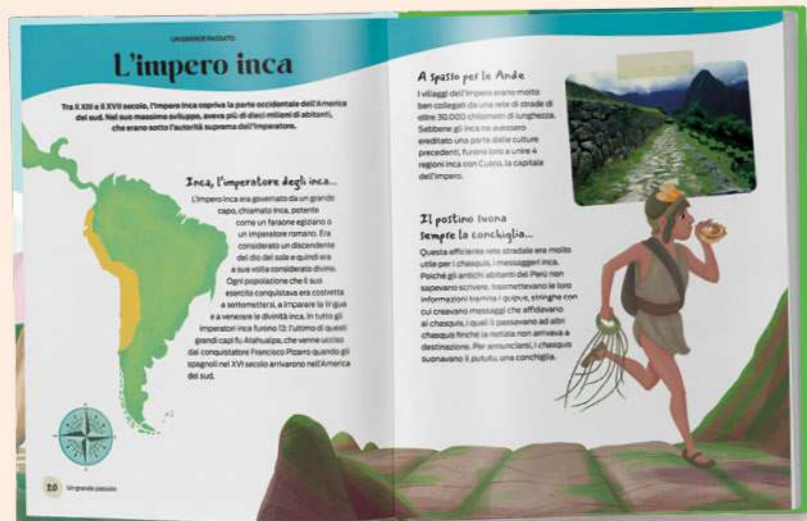 UN GRANDE PASSATO
L'impero inca
Tra il XIII e il XVII secolo, l'impero Inca copriva la parte occidentale dell'America
del sud. Nel suo massimo sviluppo, aveva più di dieci milioni di abitanti,
che erano sotto l'autorità suprema dell'imperatore.
Inca, l'imperatore degli inca...
L'impero inca era governato da un grande
capo, chiamato Inca, potente
come un faraone egiziano o
un imperatore romano. Era
considerato un discendente
del dio del sole e quindi era
a sua volta considerato divino.
Ogni popolazione che il suo
esercito conquistava era costretta
a sottomettersi, a imparare la lingua
e a venerare le divinità inca. In tutto gli
imperatori inca furono 13: l'ultimo di questi
grandi capi fu Atahualpa, che venne ucciso
dal conquistatore Francisco Pizarro quando gli
spagnoli nel XVI secolo arrivarono nell'America
del sud.
20 Un grande passato
A spasso per le Ande
I villaggi dell'impero erano molto
ben collegati da una rete di strade di
oltre 30.000 chilometri di lunghezza.
Sebbene gli inca ne avessero
ereditato una parte dalle culture
precedenti, furono loro a unire 4
regioni inca con Cuzco, la capitale
dell'impero.
Il postino suona
sempre la conchiglia...
Questa efficiente rete stradale era molto
utile per i chasquis, i messaggeri inca.
Poiché gli antichi abitanti del Perù non
sapevano scrivere, trasmettevano le loro
informazioni tramite i quipus, stringhe con
cui creavano messaggi che affidavano
ai chasquis, i quali li passavano ad altri
chasquis finché la notizia non arrivava a
destinazione. Per annunciarsi, i chasquis
suonavano il pututu, una conchiglia.